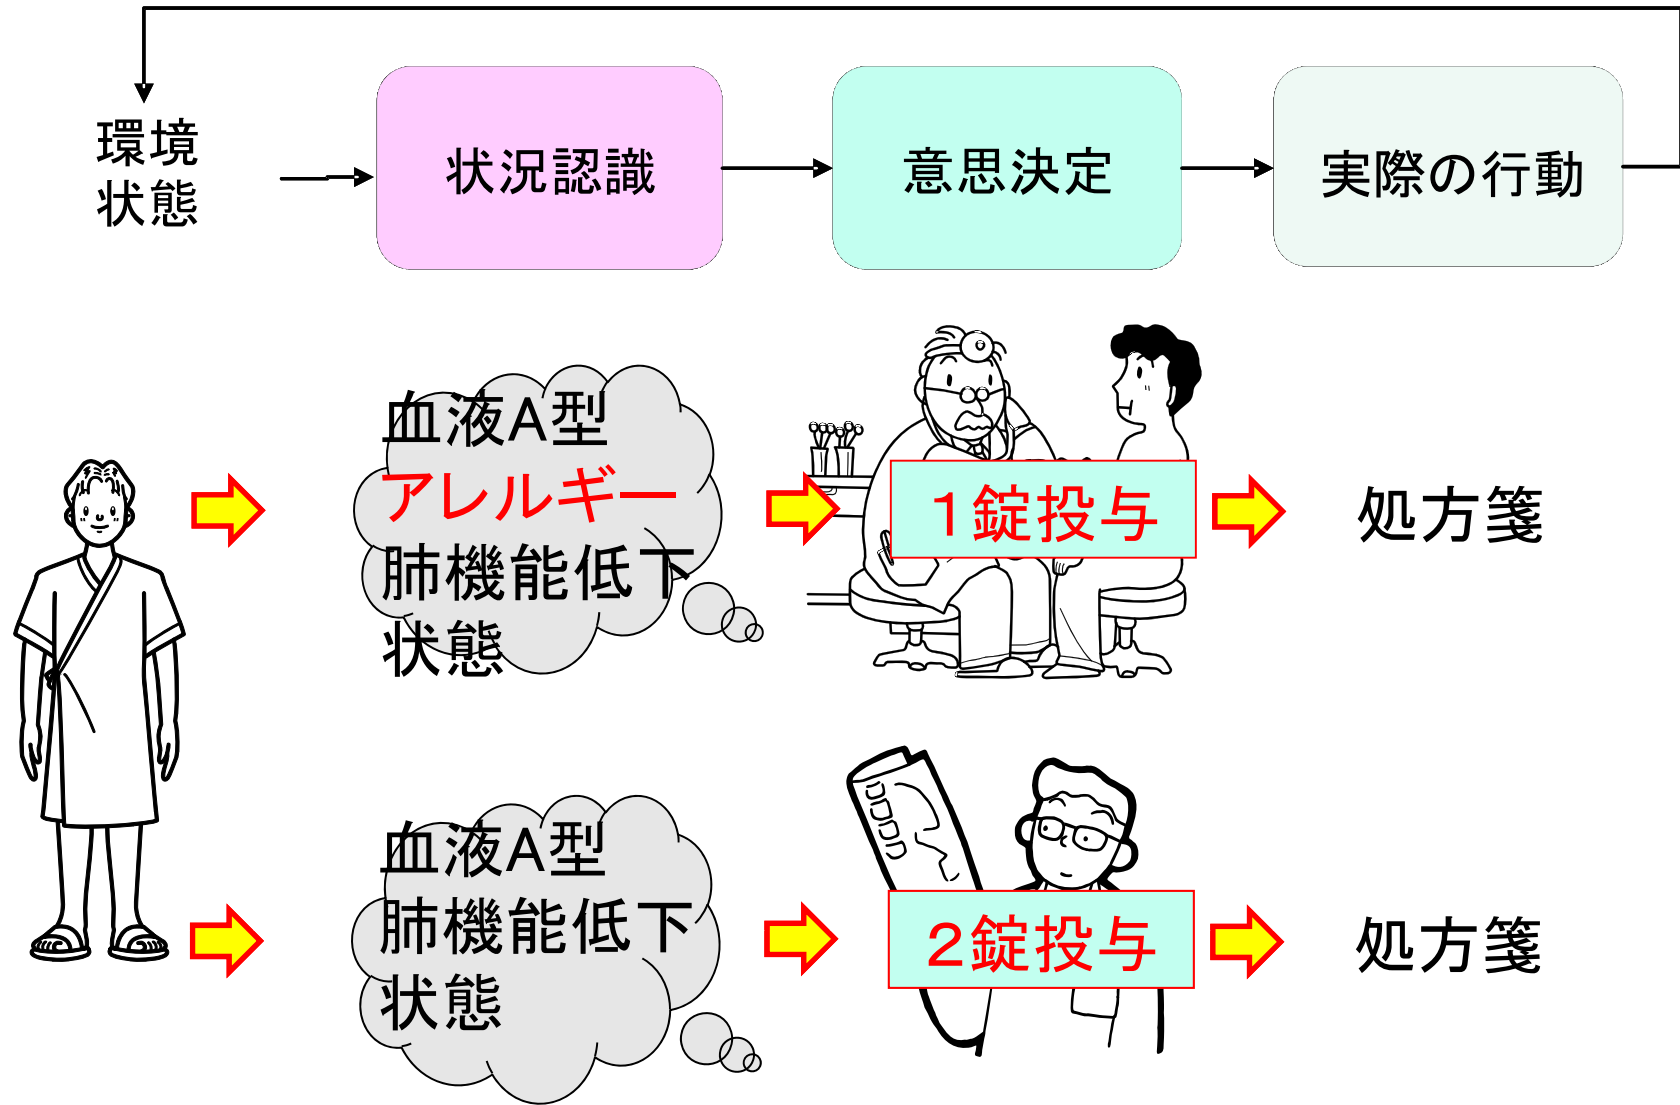 環境
状態
状況認識
意思決定
実際の行動
血液A型
アレルギー
肺機能低下
状態
１錠投与
処方箋
血液A型
肺機能低下
状態
２錠投与
処方箋